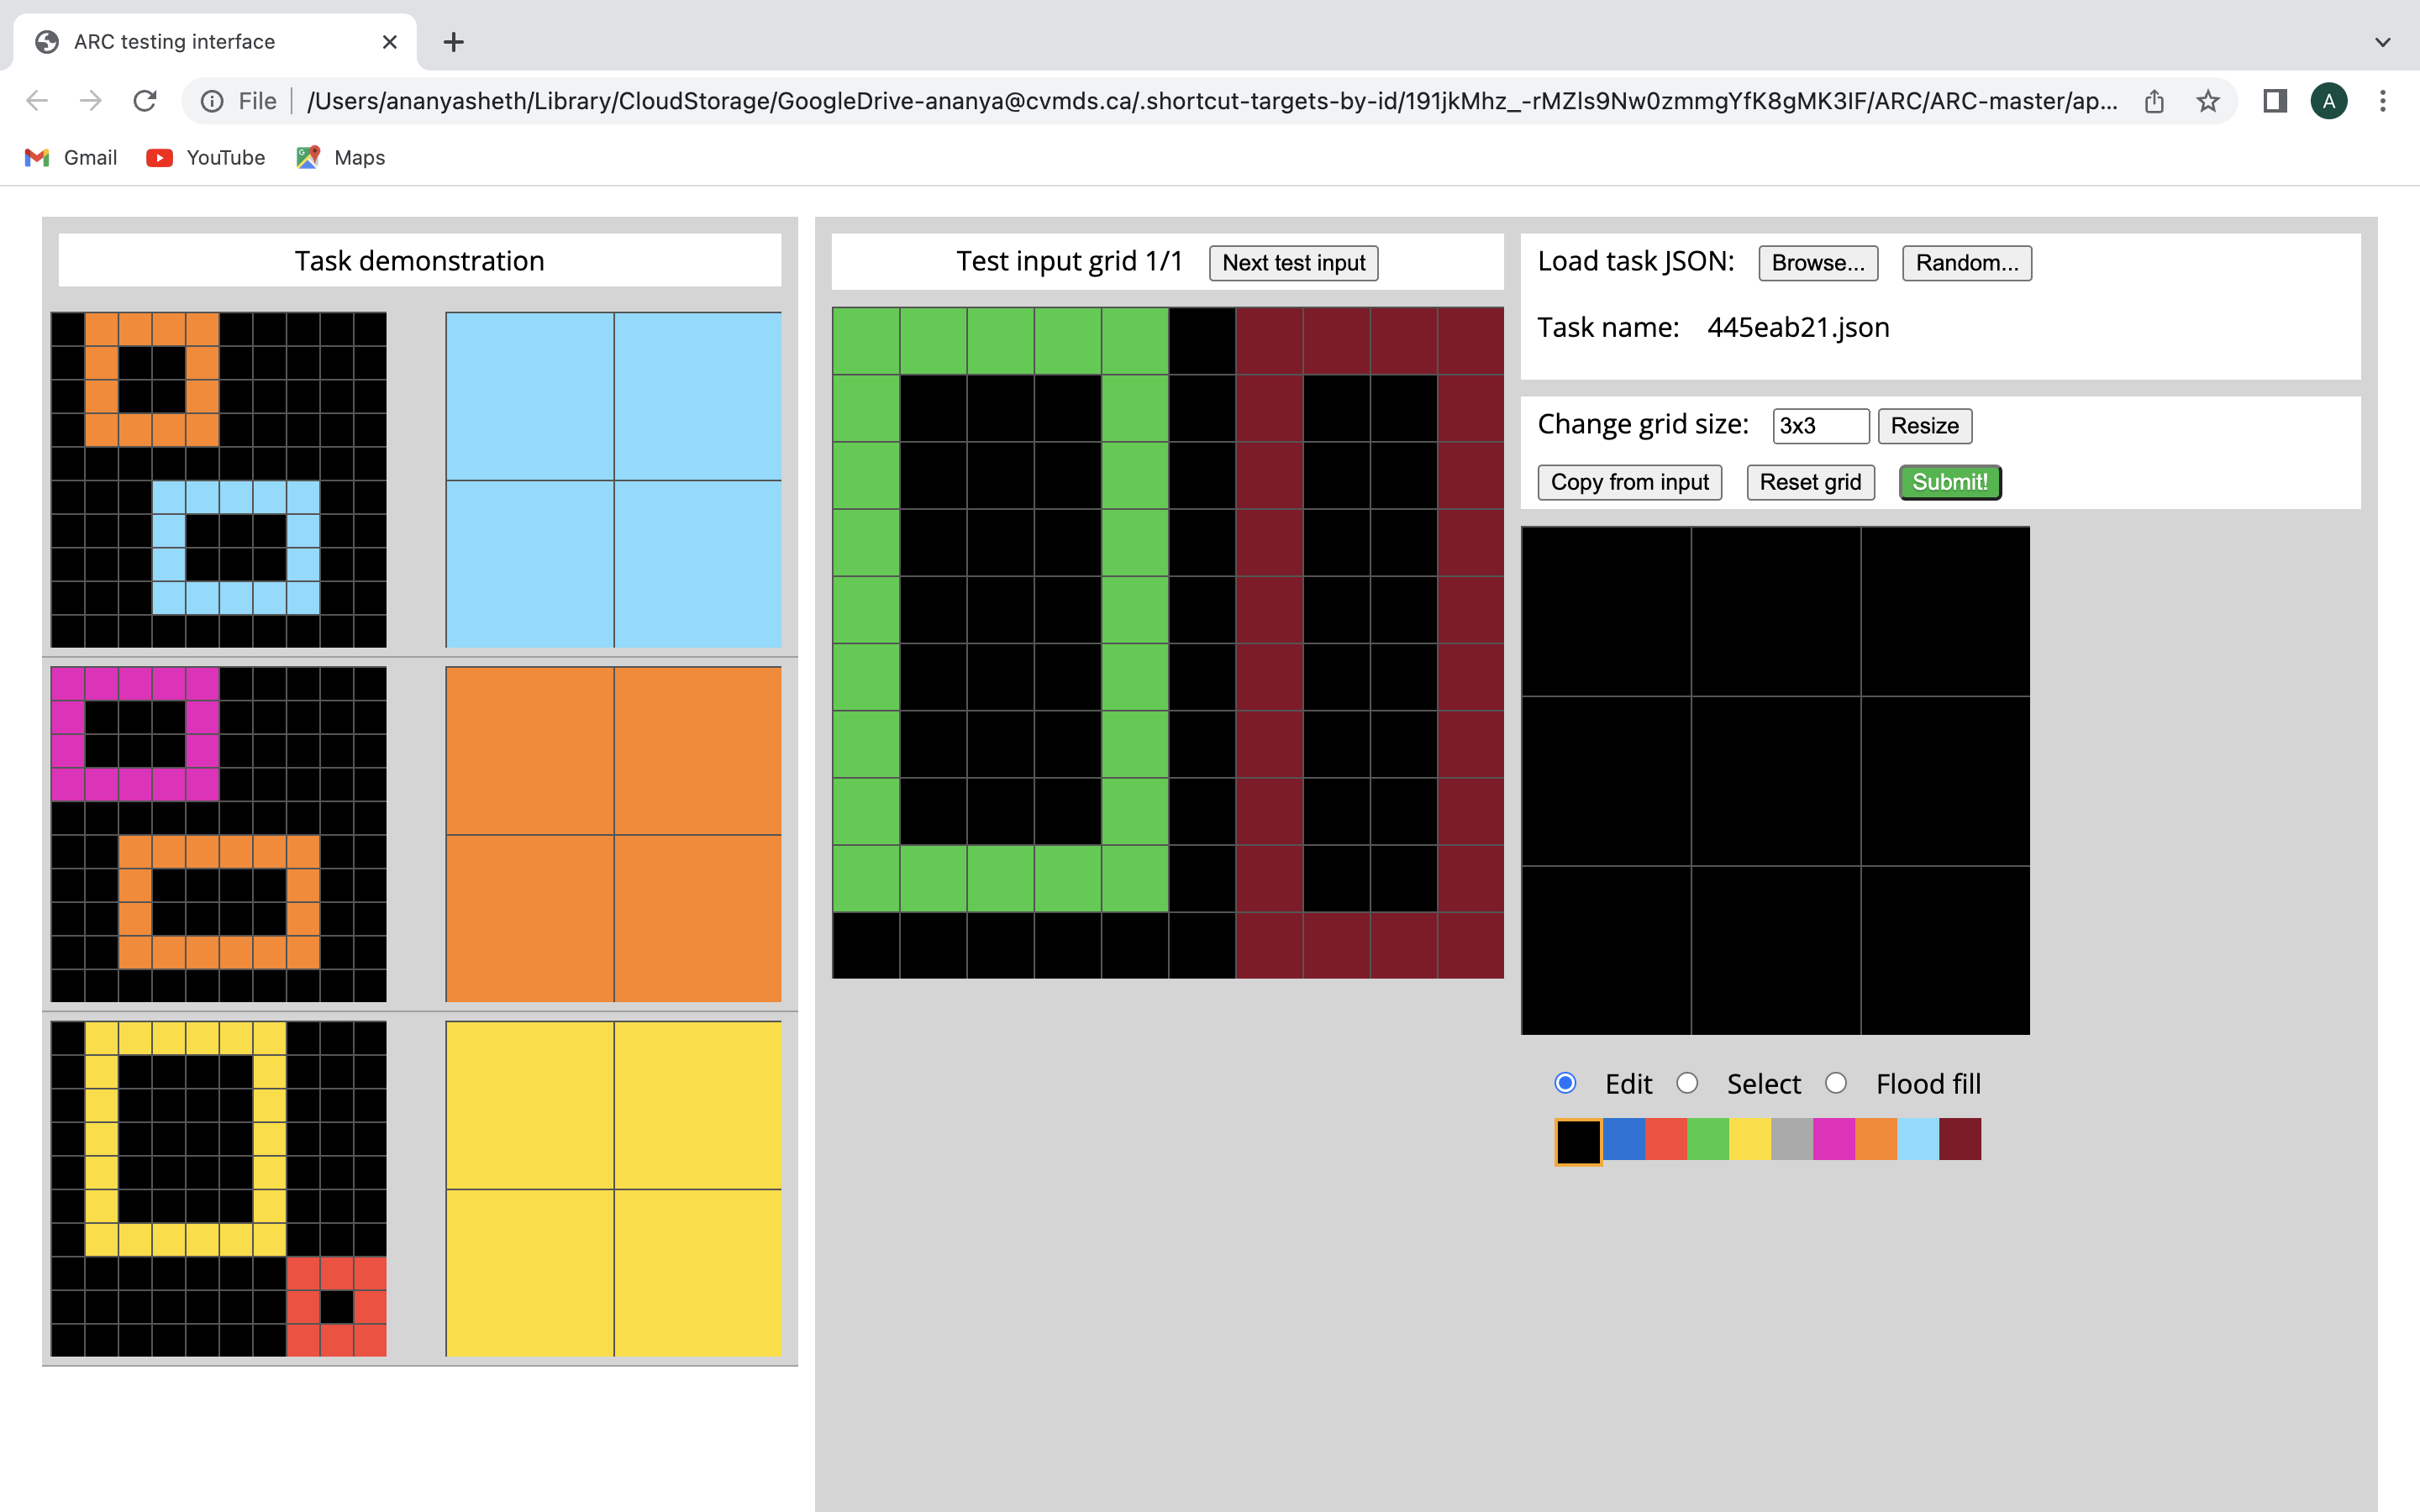 ARC testing interface
File
/Users/ananyasheth/Library/CloudStorage/GoogleDrive-ananya@cvmds.ca/.shortcut-targets-by-id/191jkMhz_-rMZls9Nw0zmmgYfK8gMK3IF/ARC/ARC-master/ap...
A
Gmail
YouTube
Maps
Task demonstration
Test input grid 1/1
Next test input
Load task JSON:
Browse...
Random...
Task name: 445eab21.json
Change grid size:
3x3
Resize
Copy from input
Reset grid
Submit!
Edit
Select
Flood fill